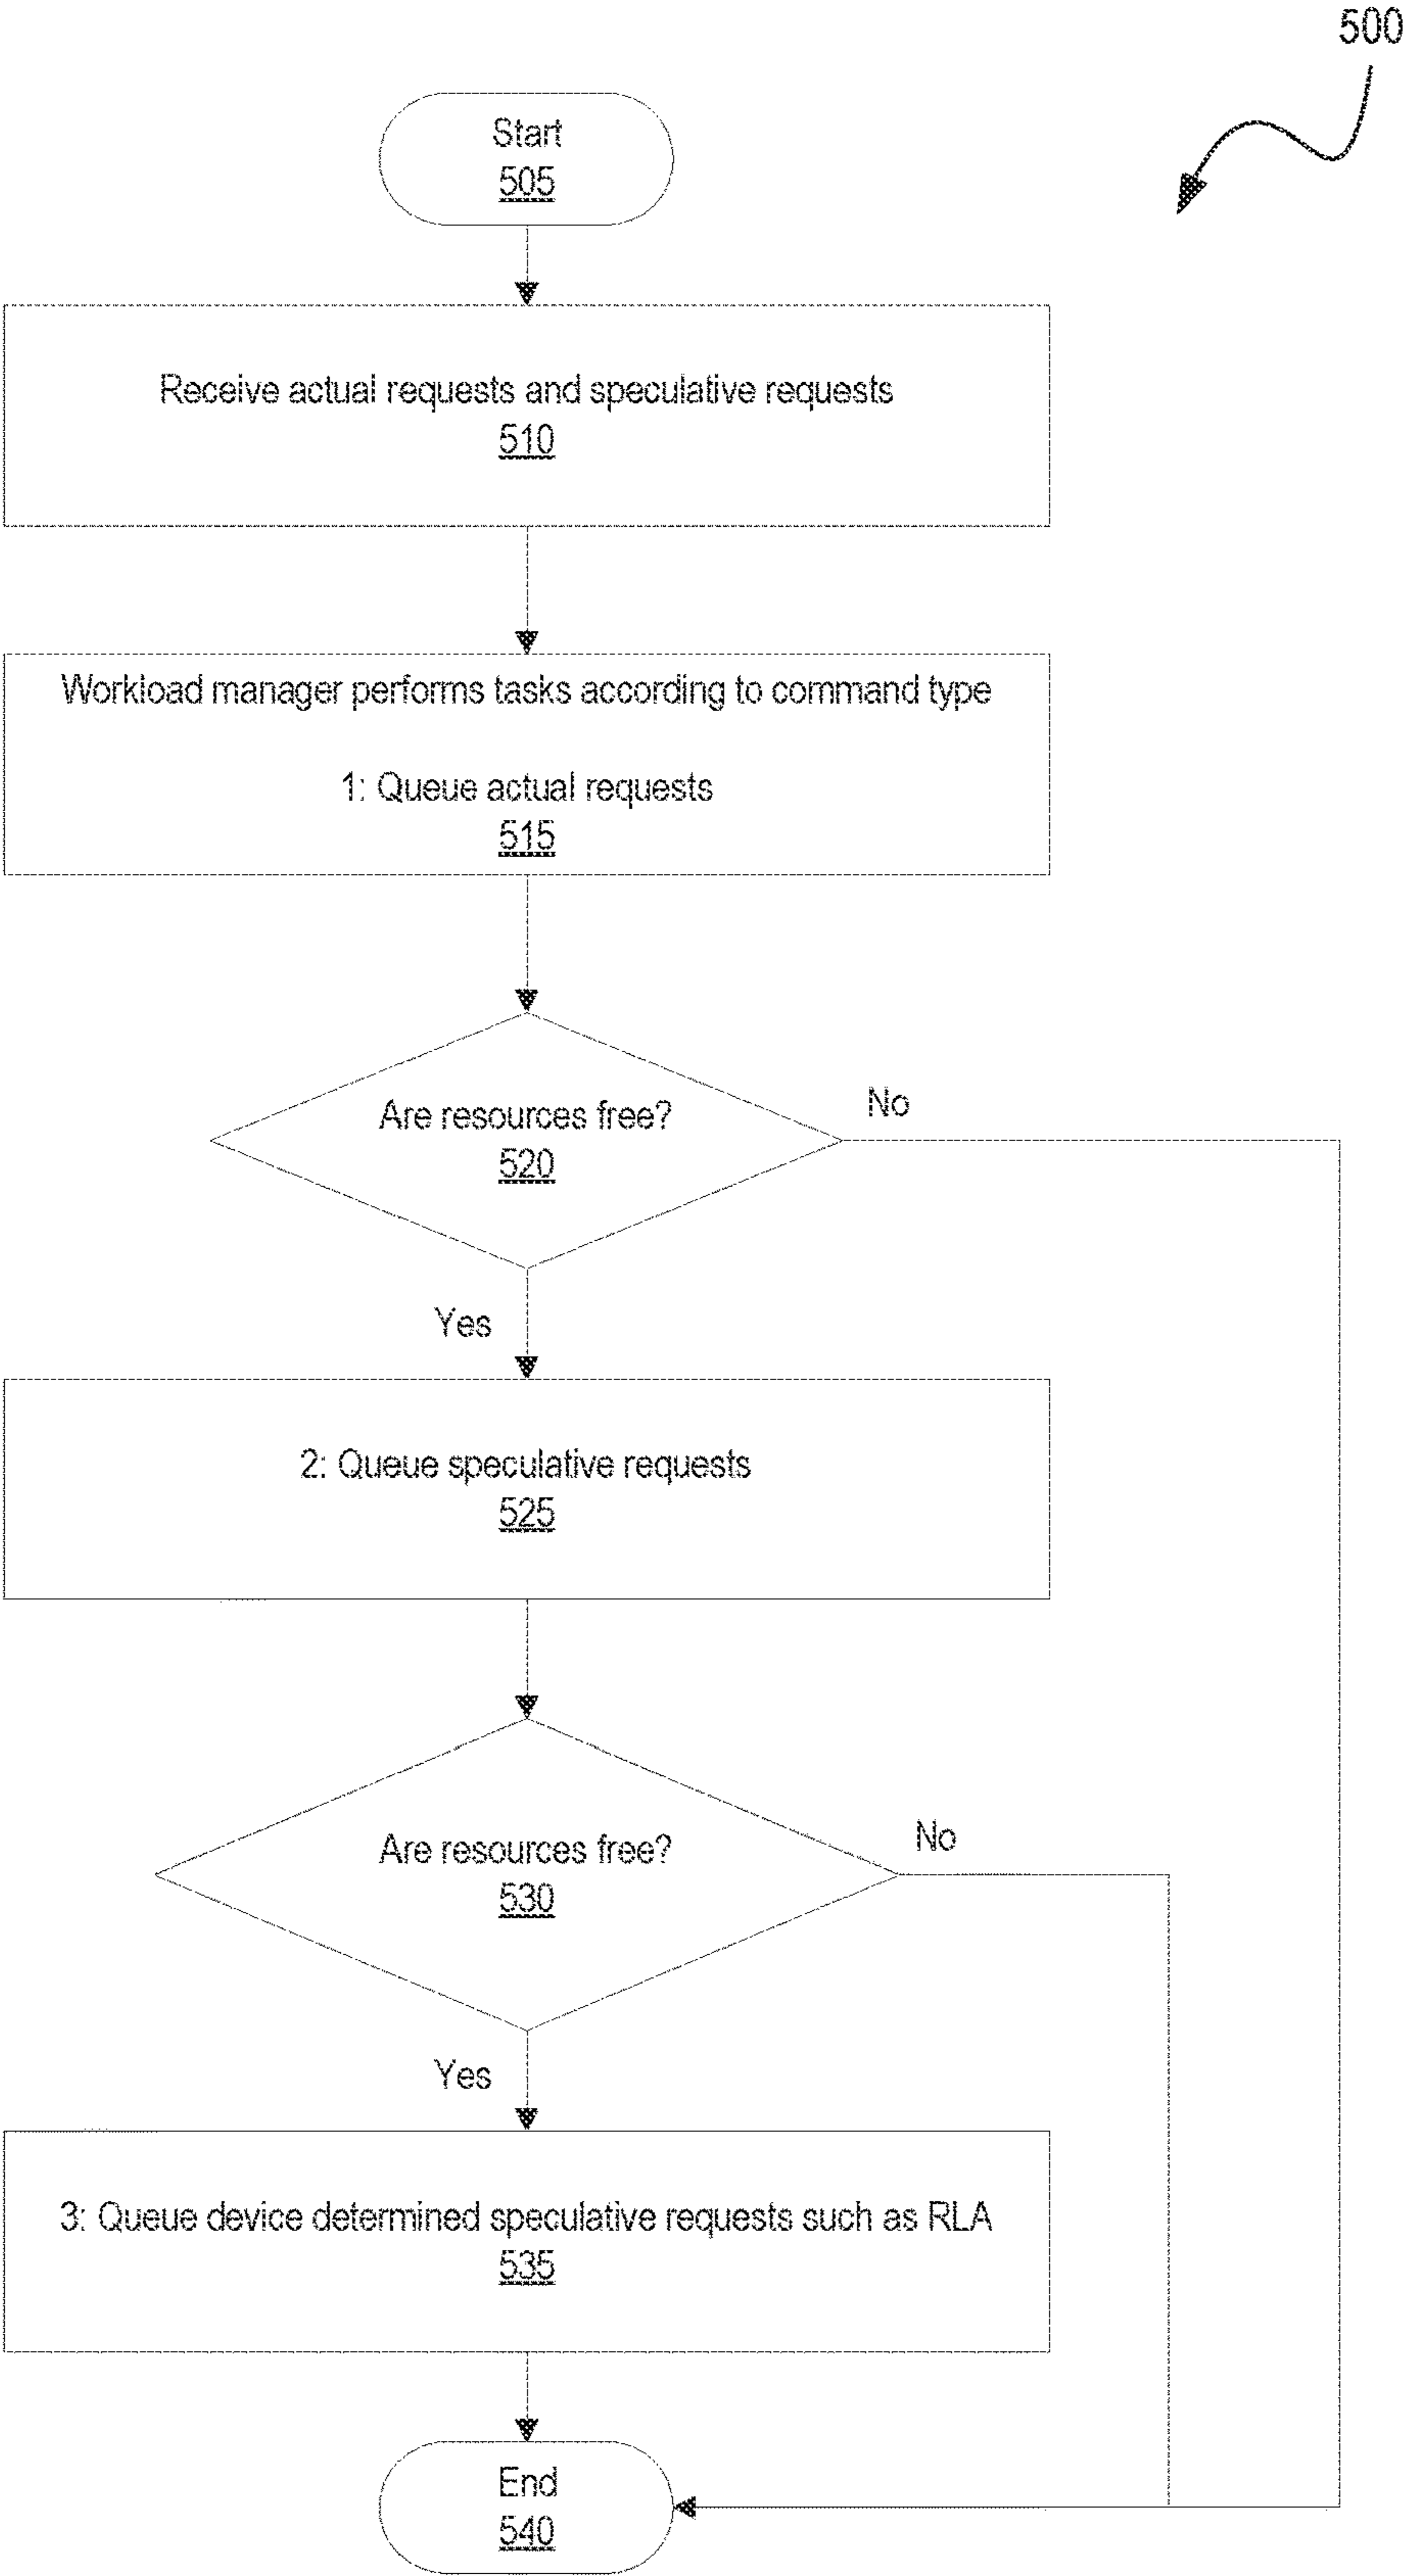 500
Start
505
Receive actual requests and speculative requests
510
Workload manager performs tasks according to command type
1: Queue actual requests
515
Are resources free?
520
No
Yes
2: Queue speculative requests
525
Are resources free?
530
No
Yes
3: Queue device determined speculative requests such as RLA
535
End
540